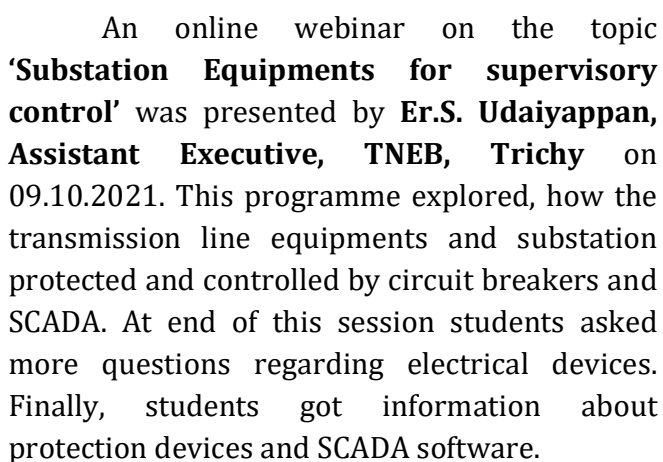 An online webinar on the topic
‘Substation Equipments for supervisory
control’ was presented by Er.S. Udaiyappan,
Assistant Executive, TNEB, Trichy on
09.10.2021. This programme explored, how the
transmission line equipments and substation
protected and controlled by circuit breakers and
SCADA. At end of this session students asked
more questions regarding electrical devices.
Finally, students got information about
protection devices and SCADA software.